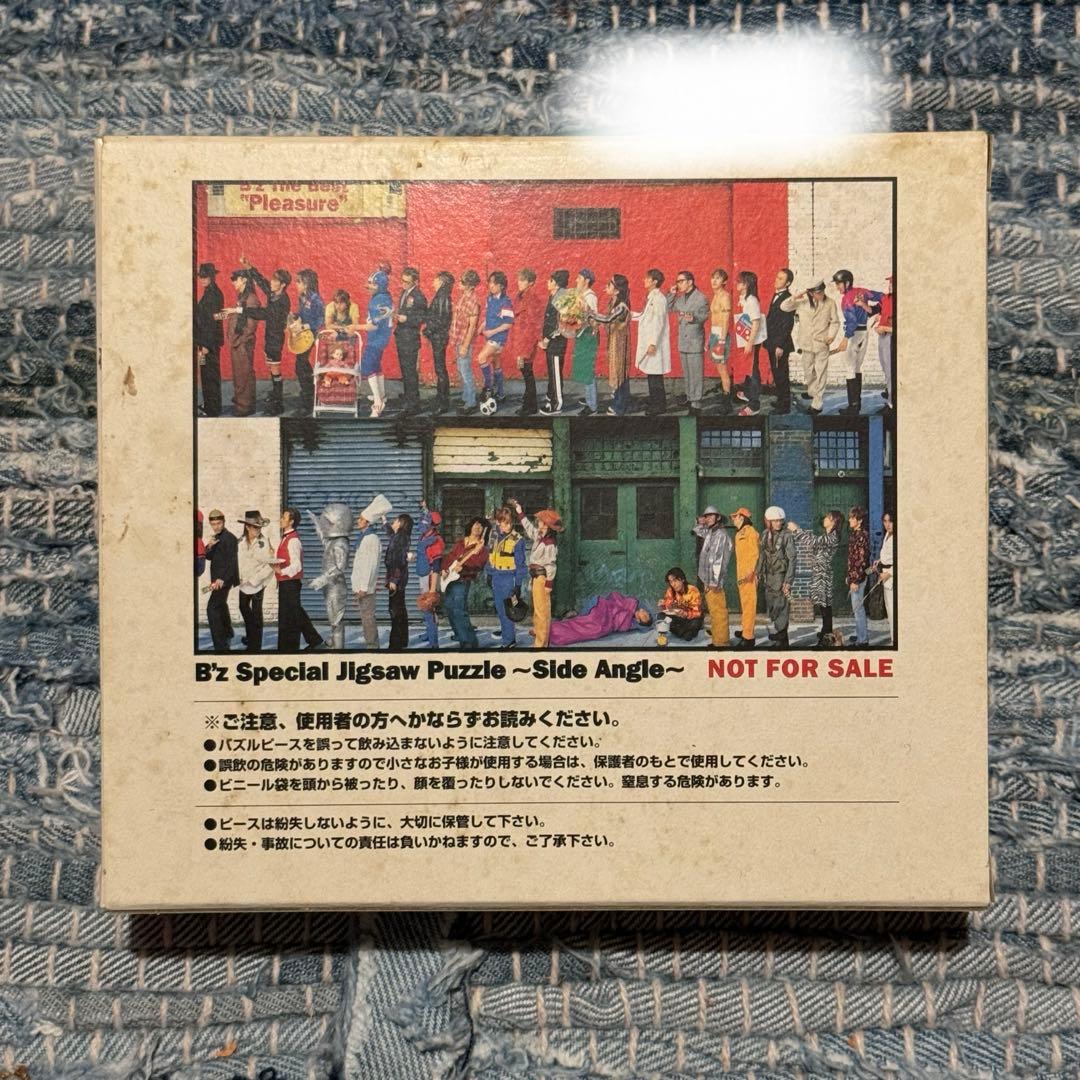 B'z The Best
"Pleasure"
B'z Special Jigsaw Puzzle ～Side Angle～ NOT FOR SALE
※ご注意、使用者の方へかならずお読みください。
●パズルピースを誤って飲み込まないように注意してください。
●誤飲の危険がありますので小さなお子様が使用する場合は、保護者のもとで使用してください。
●ビニール袋を頭から被ったり、顔を覆ったりしないでください。窒息する危険があります。
●ピースは紛失しないように、大切に保管して下さい。
●紛失・事故についての責任は負いかねますので、ご了承下さい。